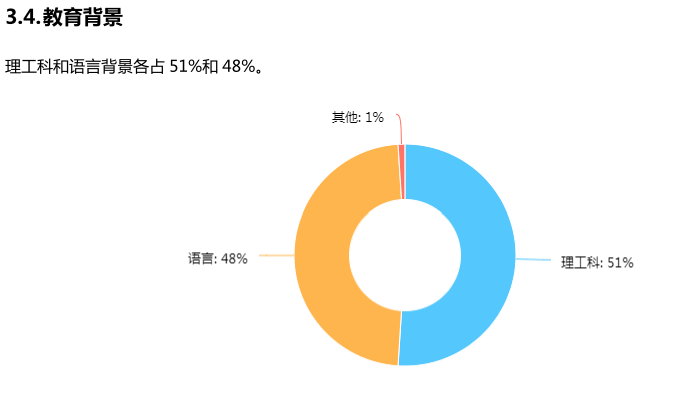 3.4.教育背景
理工科和语言背景各占 51%和 48%。
其他: 1%
语言: 48%
理工科: 51%